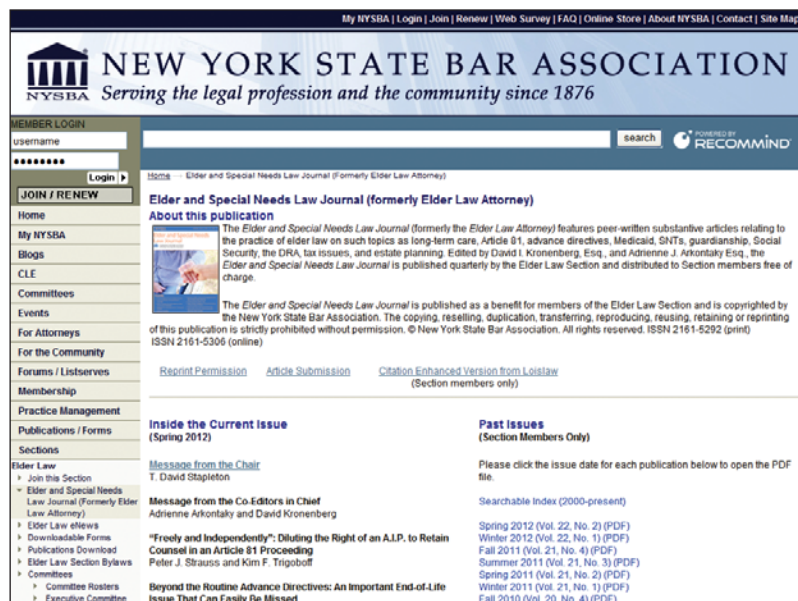 My NYSBA | Login | Join | Renew | Web Survey | FAQ | Online Store | About NYSBA | Contact | Site Map
NYSBA
NEW YORK STATE BAR ASSOCIATION
Serving the legal profession and the community since 1876
MEMBER LOGIN
username
Login
JOIN / RENEW
Home
My NYSBA
Blogs
CLE
Committees
Events
For Attorneys
For the Community
Forums / Listserves
Membership
Practice Management
Publications / Forms
Sections
Elder Law
Join this Section
Elder and Special Needs
Law Journal (Formerly Elder
Law Attorney)
Elder Law eNews
Downloadable Forms
Publications Download
Elder Law Section Bylaws
Committees
Committee Rosters
Executive Committee
search
POWERED BY
RECOMMIND
Home → Elder and Special Needs Law Journal (Formerly Elder Law Attorney)
Elder and Special Needs Law Journal (formerly Elder Law Attorney)
About this publication
The Elder and Special Needs Law Journal (formerly the Elder Law Attorney) features peer-written substantive articles relating to
the practice of elder law on such topics as long-term care, Article 81, advance directives, Medicaid, SNTs, guardianship, Social
Security, the DRA, tax issues, and estate planning. Edited by David I. Kronenberg, Esq., and Adrienne J. Arkontaky Esq., the
Elder and Special Needs Law Journal is published quarterly by the Elder Law Section and distributed to Section members free of
charge.
The Elder and Special Needs Law Journal is published as a benefit for members of the Elder Law Section and is copyrighted by
the New York State Bar Association. The copying, reselling, duplication, transferring, reproducing, reusing, retaining or reprinting
of this publication is strictly prohibited without permission. © New York State Bar Association. All rights reserved. ISSN 2161-5292 (print)
ISSN 2161-5306 (online)
Reprint Permission
Article Submission
Citation Enhanced Version from Loislaw
(Section members only)
Inside the Current Issue
(Spring 2012)
Message from the Chair
T. David Stapleton
Message from the Co-Editors in Chief
Adrienne Arkontaky and David Kronenberg
“Freely and Independently”: Diluting the Right of an A.I.P. to Retain
Counsel in an Article 81 Proceeding
Peter J. Strauss and Kim F. Trigoboff
Beyond the Routine Advance Directives: An Important End-of-Life
Issue That Can Easily Be Missed
Past Issues
(Section Members Only)
Please click the issue date for each publication below to open the PDF
file.
Searchable Index (2000-present)
Spring 2012 (Vol. 22, No. 2) (PDF)
Winter 2012 (Vol. 22, No. 1) (PDF)
Fall 2011 (Vol. 21, No. 4) (PDF)
Summer 2011 (Vol. 21, No. 3) (PDF)
Spring 2011 (Vol. 21, No. 2) (PDF)
Winter 2011 (Vol. 21, No. 1) (PDF)
Fall 2010 (Vol. 20, No. 4) (PDF)